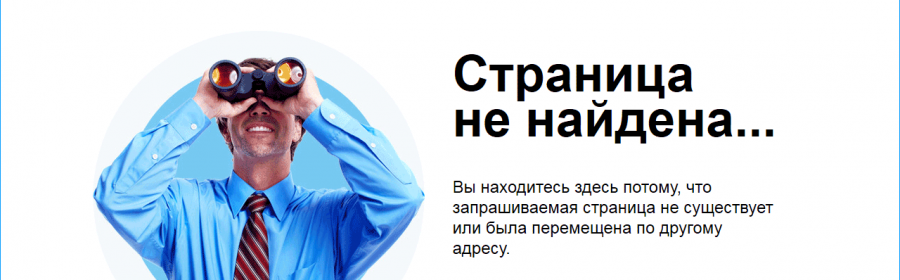 Страница
не найдена...
Вы находитесь здесь потому, что
запрашиваемая страница не существует
или была перемещена по другому
адресу.